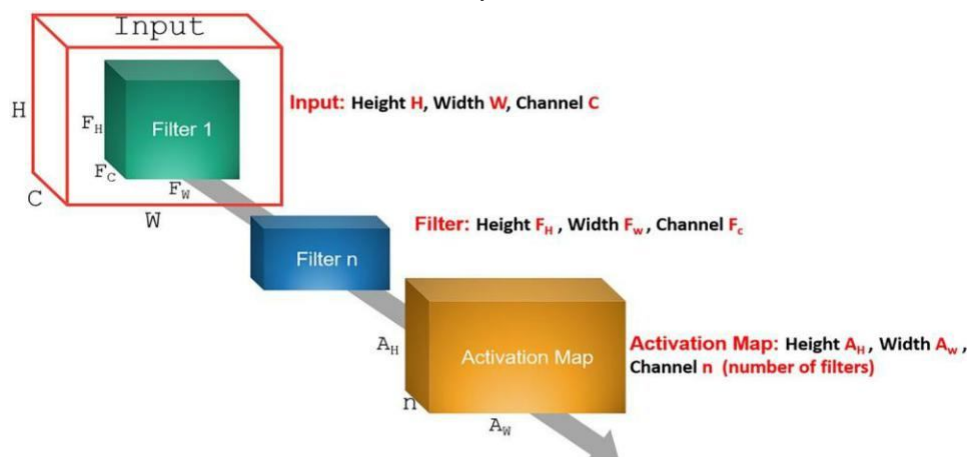 Input
H
F_H
Filter 1
Input: Height H, Width W, Channel C
F_C
F_W
C
W
Filter: Height F_H , Width F_w , Channel F_c
Filter n
A_H
Activation Map
Activation Map: Height A_H , Width A_w ,
Channel n (number of filters)
n
A_W